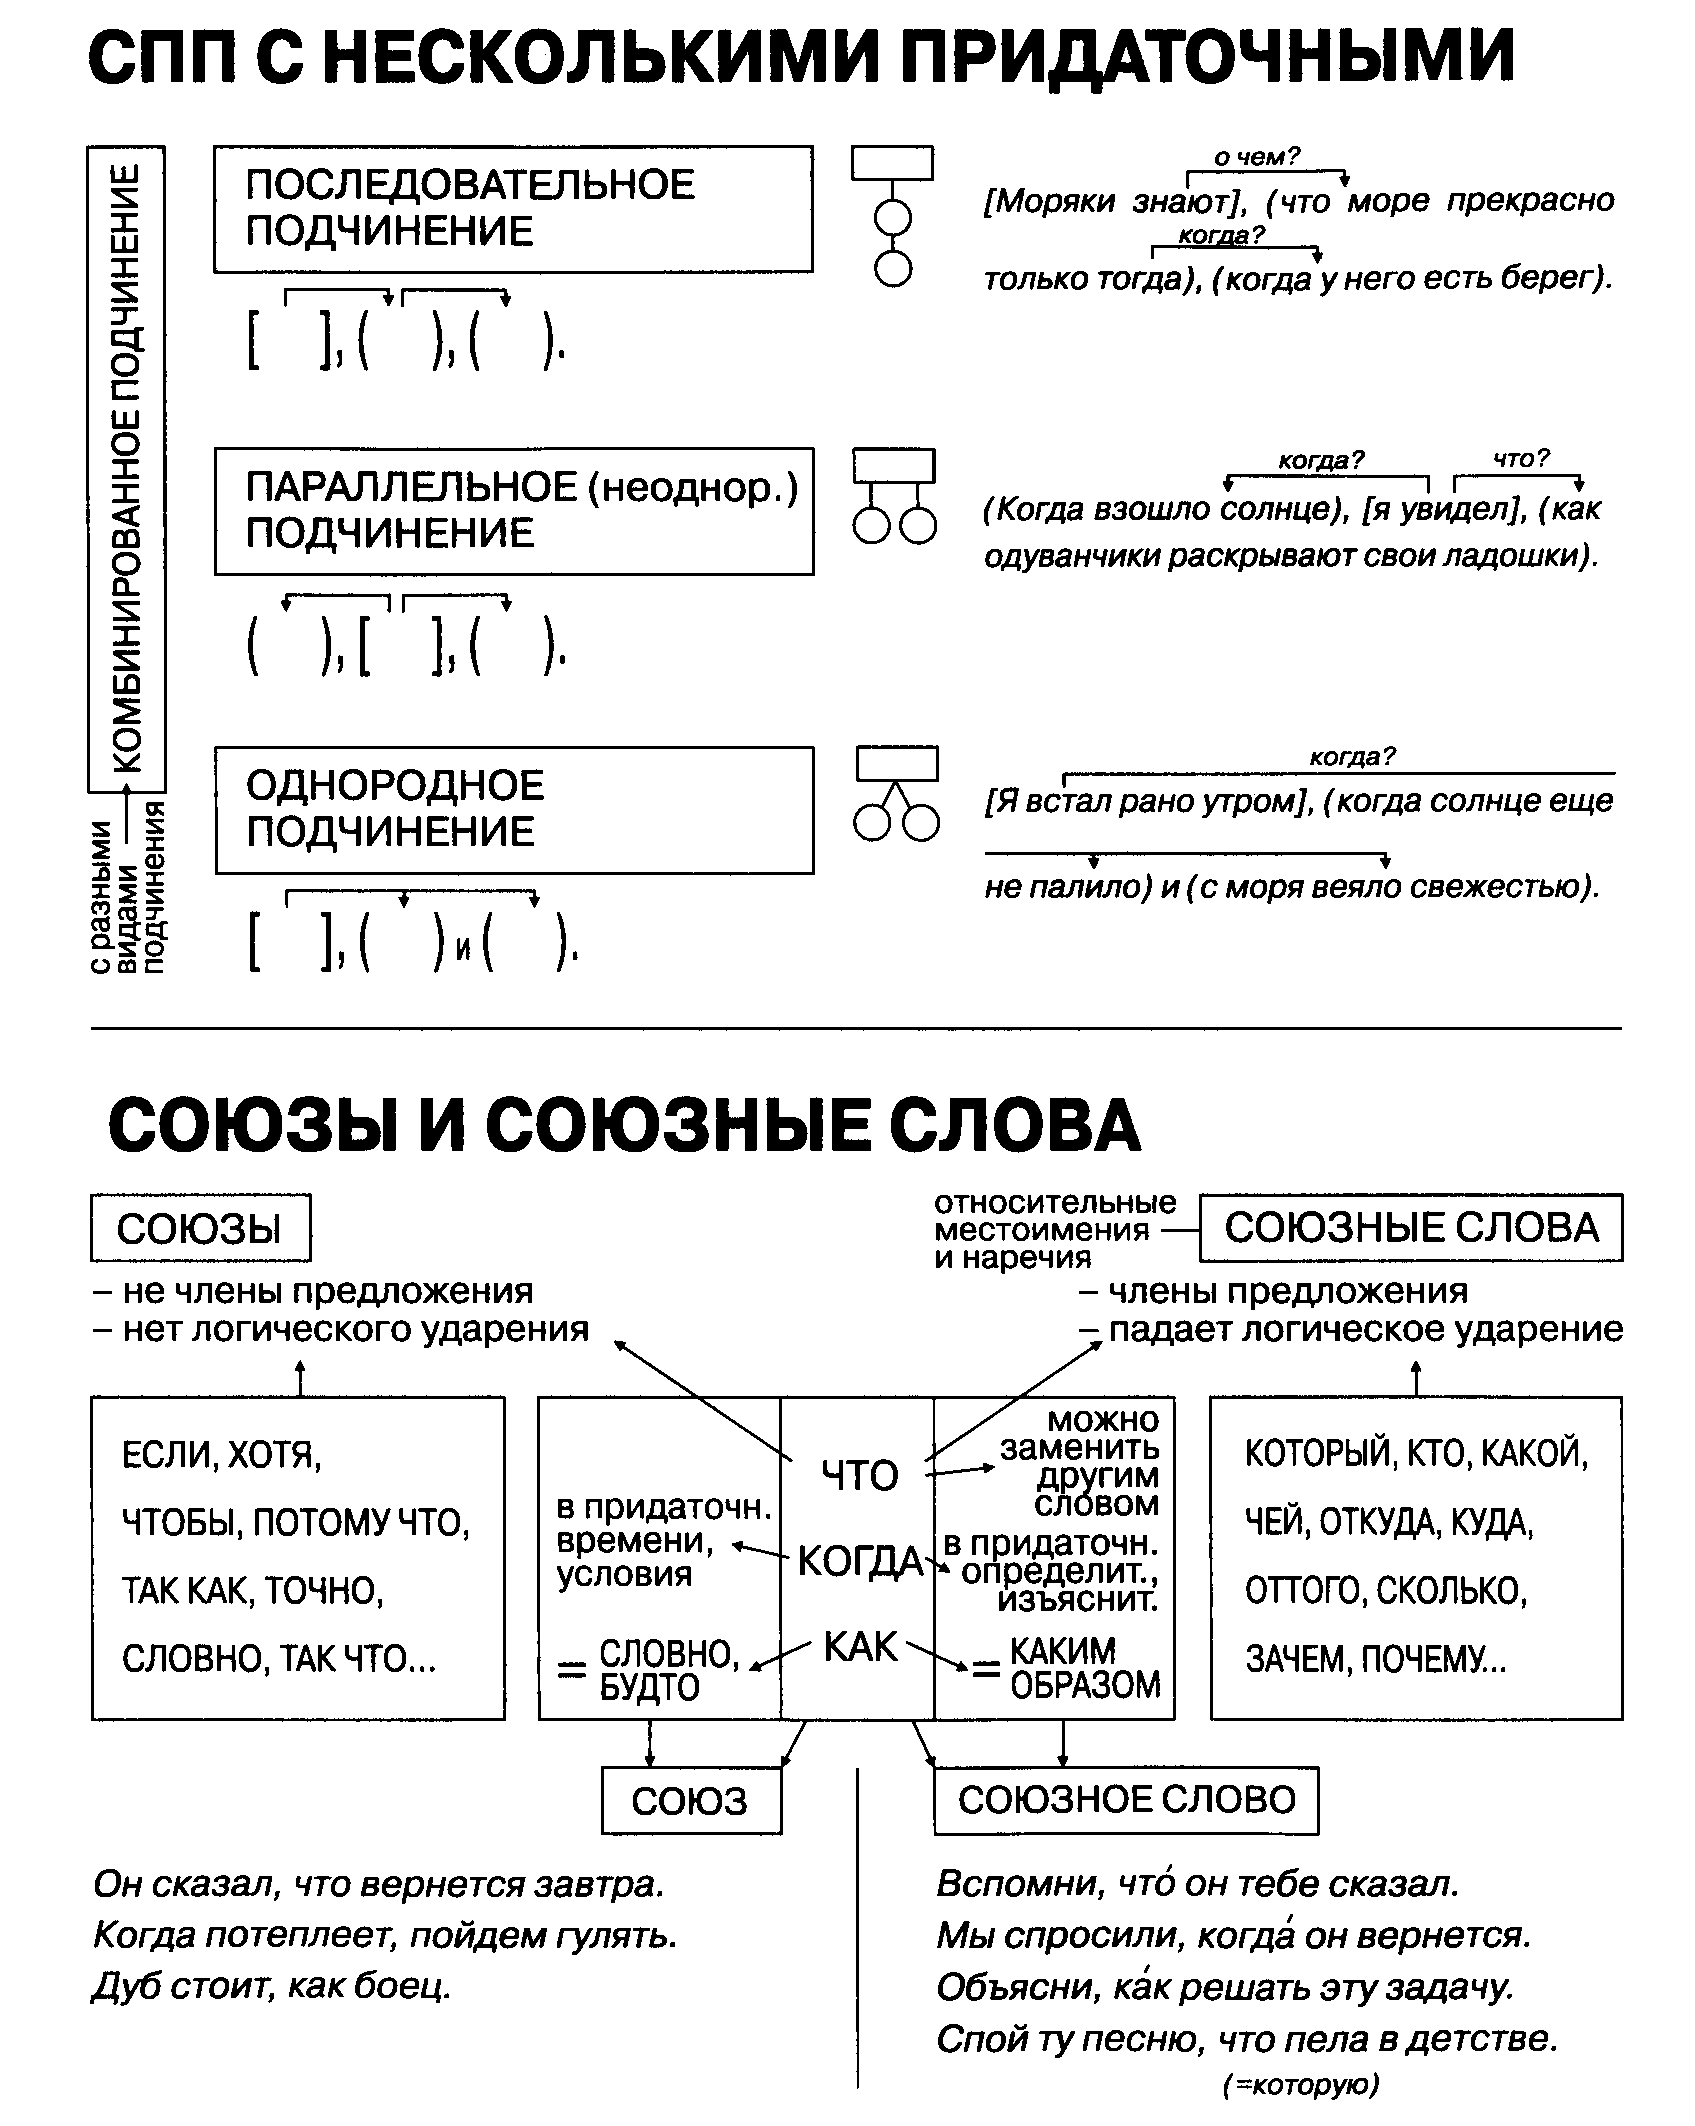 СПП С НЕСКОЛЬКИМИ ПРИДАТОЧНЫМИ
КОМБИНИРОВАННОЕ ПОДЧИНЕНИЕ
с разными
видами
подчинения
ПОСЛЕДОВАТЕЛЬНОЕ
ПОДЧИНЕНИЕ
[ ], ( ), ( ).
о чем?
[Моряки знают], (что море прекрасно
когда?
только тогда), (когда у него есть берег).
ПАРАЛЛЕЛЬНОЕ (неоднор.)
ПОДЧИНЕНИЕ
( ), [ ], ( ).
когда? что?
(Когда взошло солнце), [я увидел], (как
одуванчики раскрывают свои ладошки).
ОДНОРОДНОЕ
ПОДЧИНЕНИЕ
[ ], ( ) и ( ).
когда?
[Я встал рано утром], (когда солнце еще
не палило) и (с моря веяло свежестью).
СОЮЗЫ И СОЮЗНЫЕ СЛОВА
СОЮЗЫ
– не члены предложения
– нет логического ударения
относительные
местоимения
и наречия
СОЮЗНЫЕ СЛОВА
– члены предложения
– падает логическое ударение
ЕСЛИ, ХОТЯ,
ЧТОБЫ, ПОТОМУ ЧТО,
ТАК КАК, ТОЧНО,
СЛОВНО, ТАК ЧТО...
в придаточн.
времени,
условия
= СЛОВНО,
БУДТО
ЧТО
КОГДА
КАК
можно
заменить
другим
словом
в придаточн.
определит.,
изъяснит.
= КАКИМ
ОБРАЗОМ
КОТОРЫЙ, КТО, КАКОЙ,
ЧЕЙ, ОТКУДА, КУДА,
ОТТОГО, СКОЛЬКО,
ЗАЧЕМ, ПОЧЕМУ...
СОЮЗ
СОЮЗНОЕ СЛОВО
Он сказал, что вернется завтра.
Когда потеплеет, пойдем гулять.
Дуб стоит, как боец.
Вспомни, что́ он тебе сказал.
Мы спросили, когда́ он вернется.
Объясни, ка́к решать эту задачу.
Спой ту песню, что пела в детстве.
(=которую)